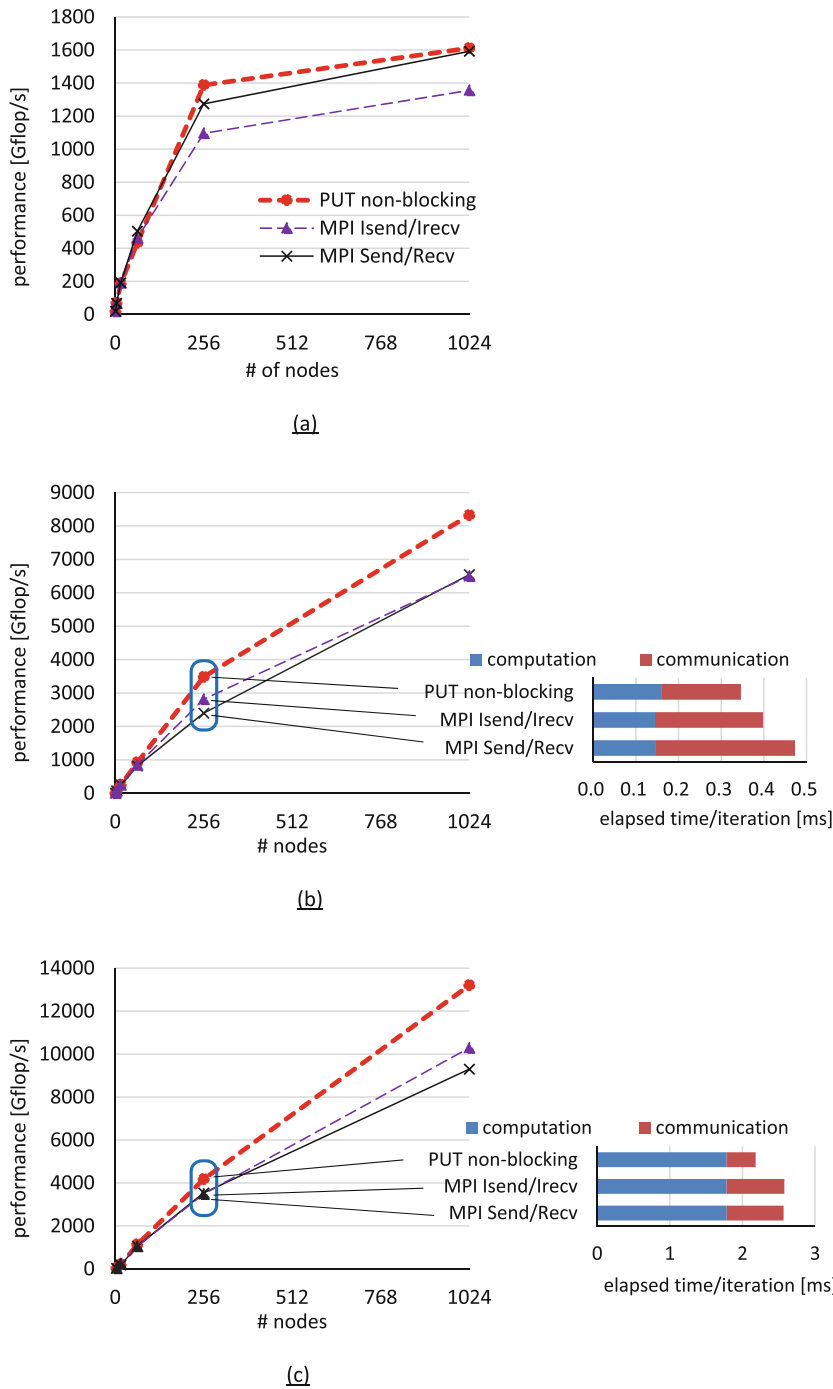 1800
1600
1400
1200
1000
800
600
400
200
0
performance [Gflop/s]
PUT non-blocking
MPI Isend/Irecv
MPI Send/Recv
0 256 512 768 1024
# of nodes
(a)
9000
8000
7000
6000
5000
4000
3000
2000
1000
0
performance [Gflop/s]
0 256 512 768 1024
# nodes
computation communication
PUT non-blocking
MPI Isend/Irecv
MPI Send/Recv
0.0 0.1 0.2 0.3 0.4 0.5
elapsed time/iteration [ms]
(b)
14000
12000
10000
8000
6000
4000
2000
0
performance [Gflop/s]
0 256 512 768 1024
# nodes
computation communication
PUT non-blocking
MPI Isend/Irecv
MPI Send/Recv
0 1 2 3
elapsed time/iteration [ms]
(c)